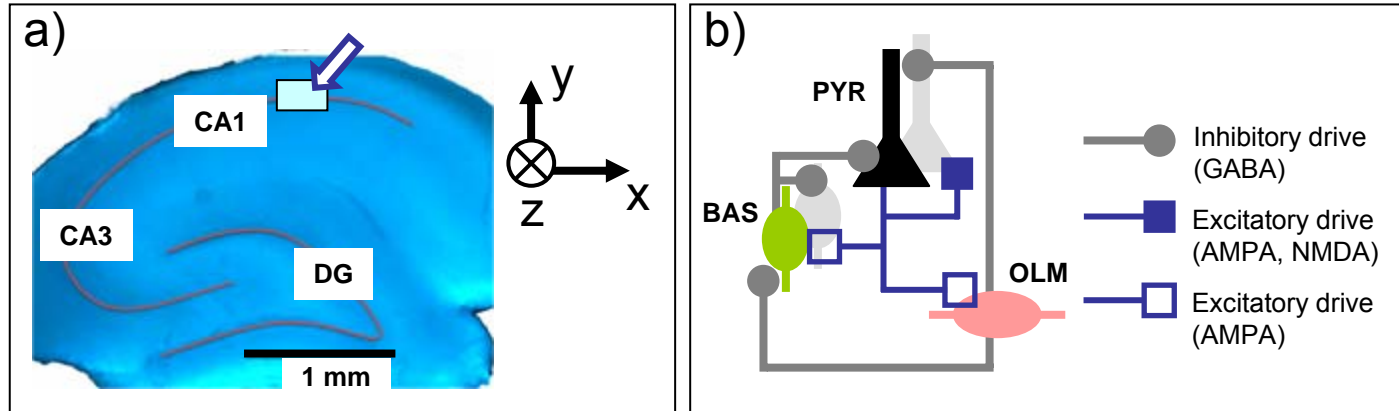 a)
CA1
CA3
DG
1 mm
y
x
z
b)
PYR
BAS
OLM
Inhibitory drive
(GABA)
Excitatory drive
(AMPA, NMDA)
Excitatory drive
(AMPA)